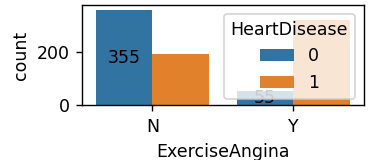 count
200
0
355
55
HeartDisease
0
1
N
Y
ExerciseAngina